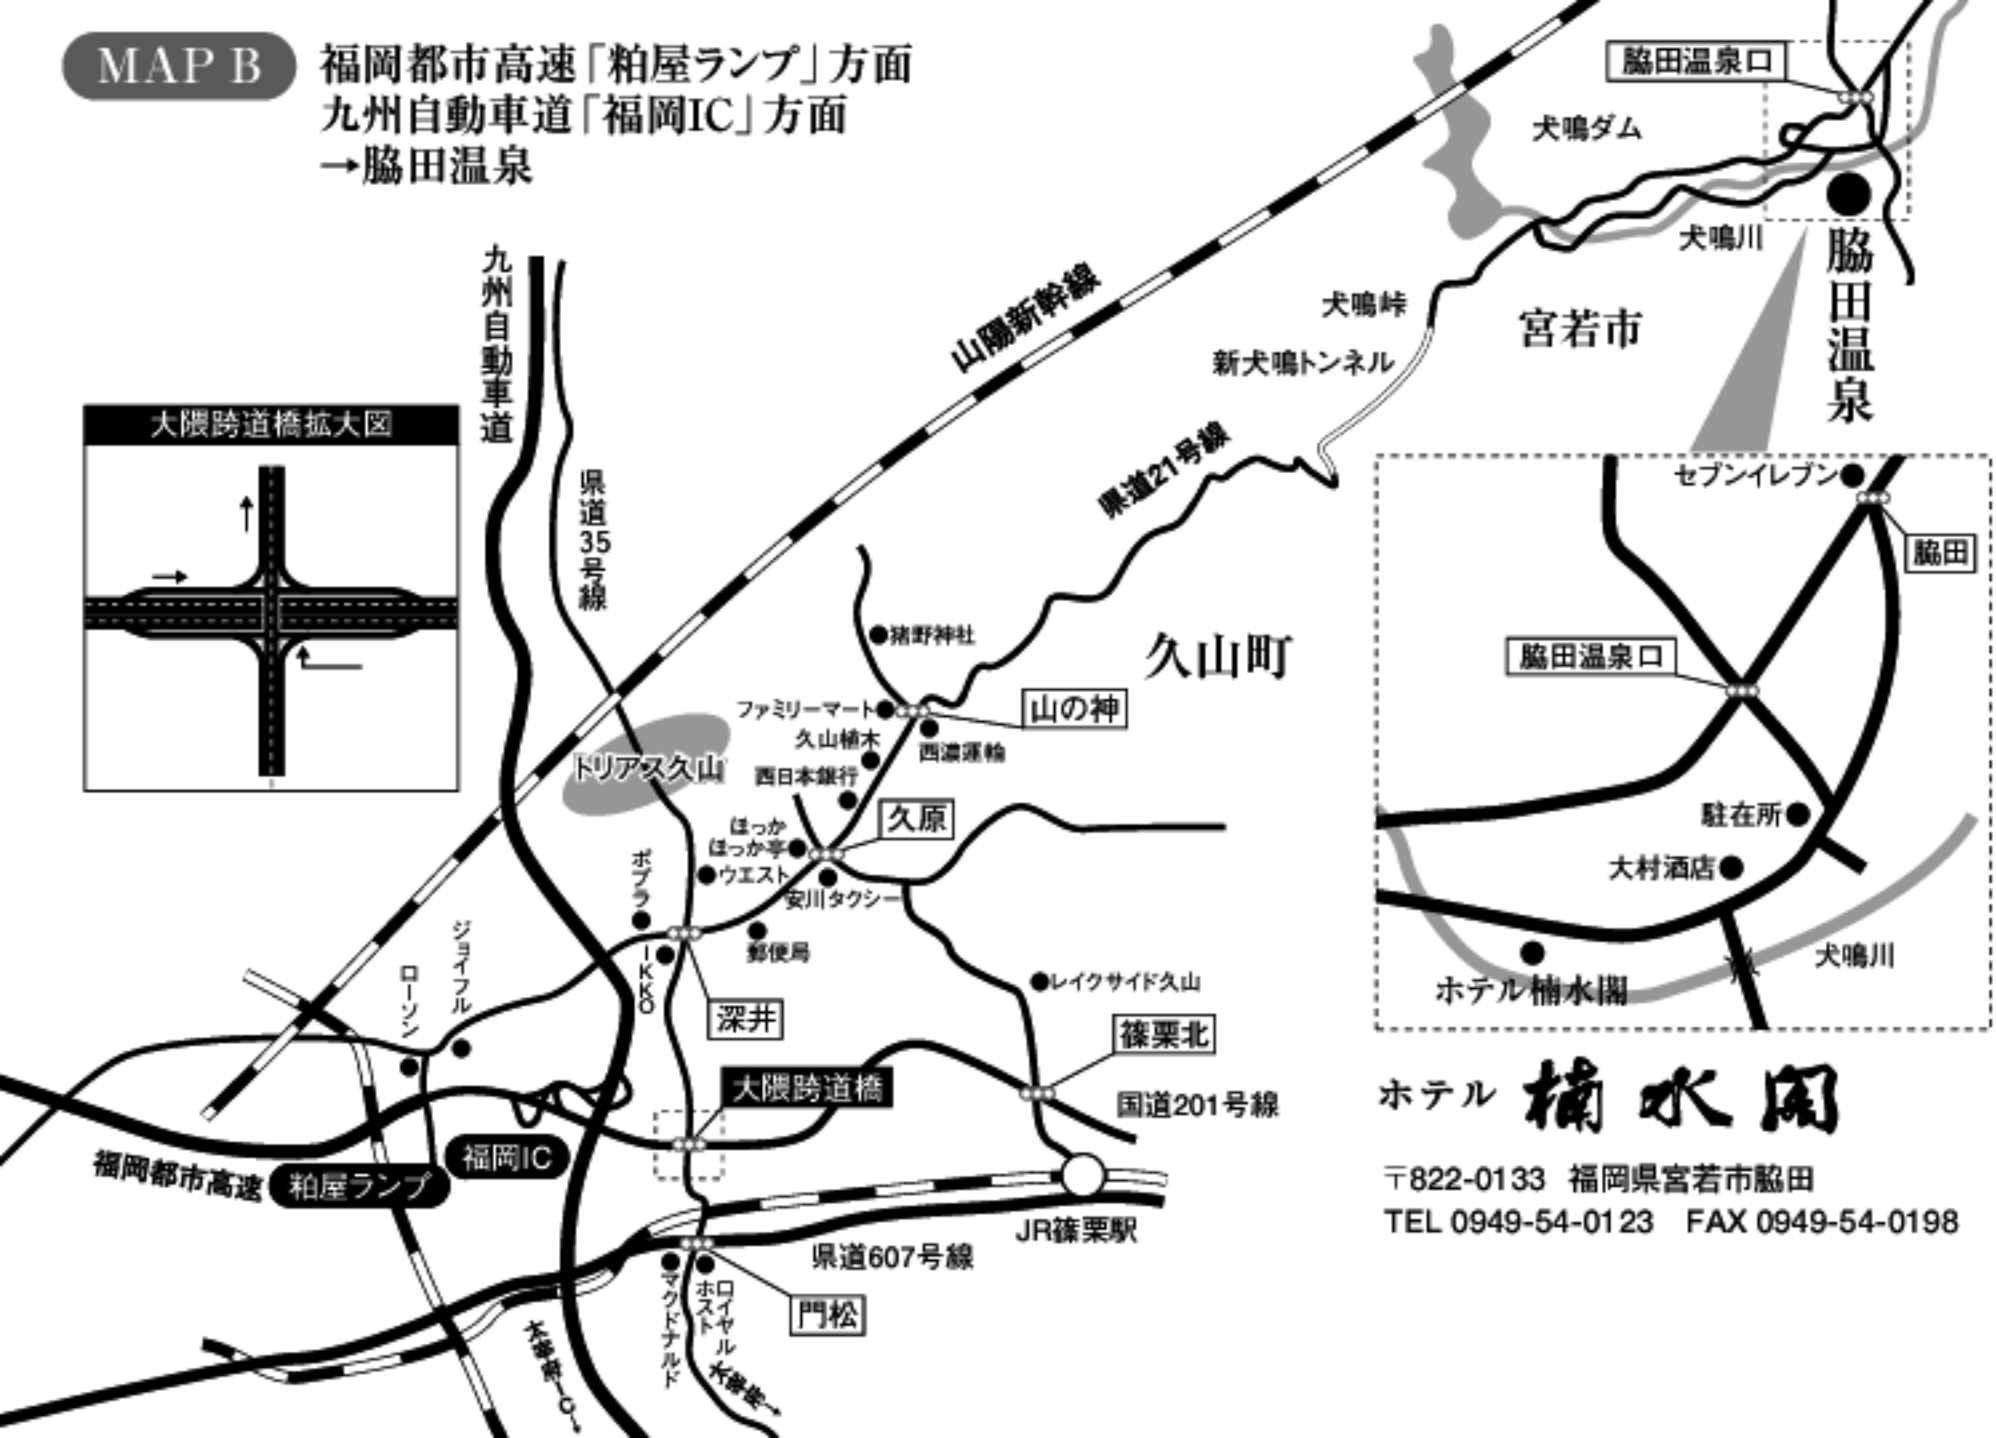 MAP B
福岡都市高速「粕屋ランプ」方面
九州自動車道「福岡IC」方面
→脇田温泉
脇田温泉口
犬鳴ダム
犬鳴川
脇田温泉
宮若市
犬鳴峠
新犬鳴トンネル
山陽新幹線
県道21号線
九州自動車道
県道35号線
大隈跨道橋拡大図
久山町
猪野神社
ファミリーマート
山の神
久山植木
西濃運輸
西日本銀行
トリアス久山
久原
ほっか
ほっか亭
ウエスト
安川タクシー
ポプラ
郵便局
IKKO
深井
ジョイフル
ローソン
レイクサイド久山
篠栗北
大隈跨道橋
国道201号線
福岡都市高速
粕屋ランプ
福岡IC
JR篠栗駅
県道607号線
門松
マクドナルド
ロイヤル
ホスト
太宰府IC→
太宰府→
セブンイレブン
脇田
脇田温泉口
駐在所
大村酒店
犬鳴川
ホテル楠水閣
ホテル 楠水閣
〒822-0133 福岡県宮若市脇田
TEL 0949-54-0123 FAX 0949-54-0198